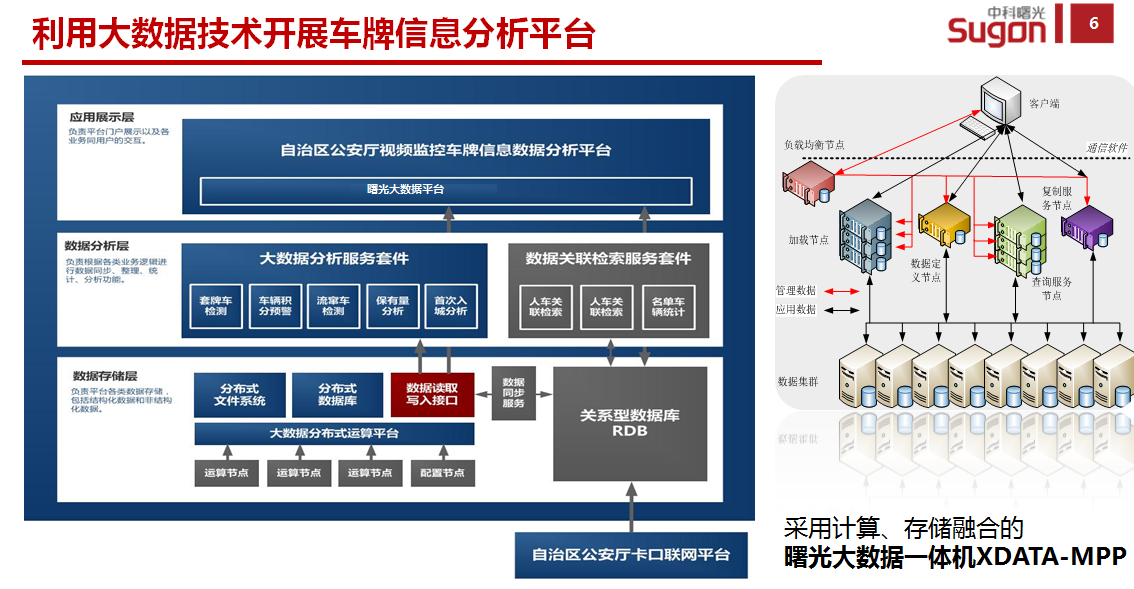 利用大数据技术开展车牌信息分析平台
中科曙光
Sugon
6
应用展示层
负责平台门户展示以及各
业务同用户的交互。
自治区公安厅视频监控车牌信息数据分析平台
曙光大数据平台
数据分析层
负责根据各类业务逻辑进
行数据同步、整理、统
计、分析功能。
大数据分析服务套件
套牌车
检测
车辆积
分预警
流窜车
检测
保有量
分析
首次入
城分析
数据关联检索服务套件
人车关
联检索
人车关
联检索
名单车
辆统计
数据存储层
负责平台各类数据存储，
包括结构化数据和非结构
化数据。
分布式
文件系统
分布式
数据库
数据读取
写入接口
数据
同步
服务
关系型数据库
RDB
大数据分布式运算平台
运算节点
运算节点
运算节点
配置节点
自治区公安厅卡口联网平台
客户端
负载均衡节点
通信软件
复制服
务节点
加载节点
数据定
义节点
查询服务
节点
管理数据
应用数据
数据集群
采用计算、存储融合的
曙光大数据一体机XDATA-MPP